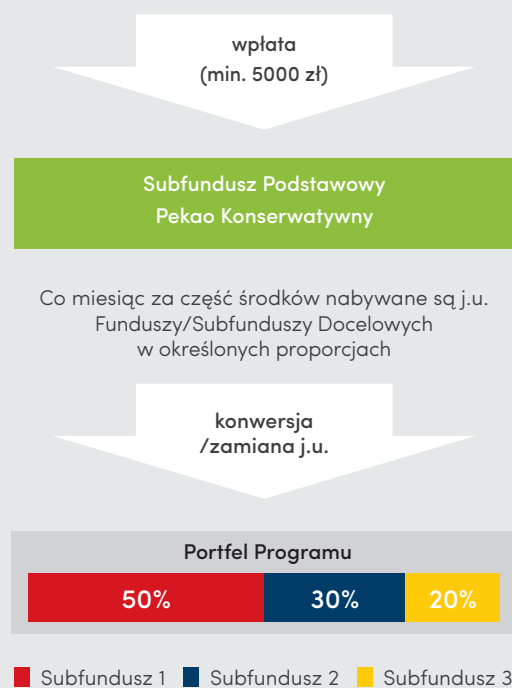 wpłata
(min. 5000 zł)
Subfundusz Podstawowy
Pekao Konserwatywny
Co miesiąc za część środków nabywane są j.u.
Funduszy/Subfunduszy Docelowych
w określonych proporcjach
konwersja
/zamiana j.u.
Portfel Programu
50% 30% 20%
Subfundusz 1 Subfundusz 2 Subfundusz 3